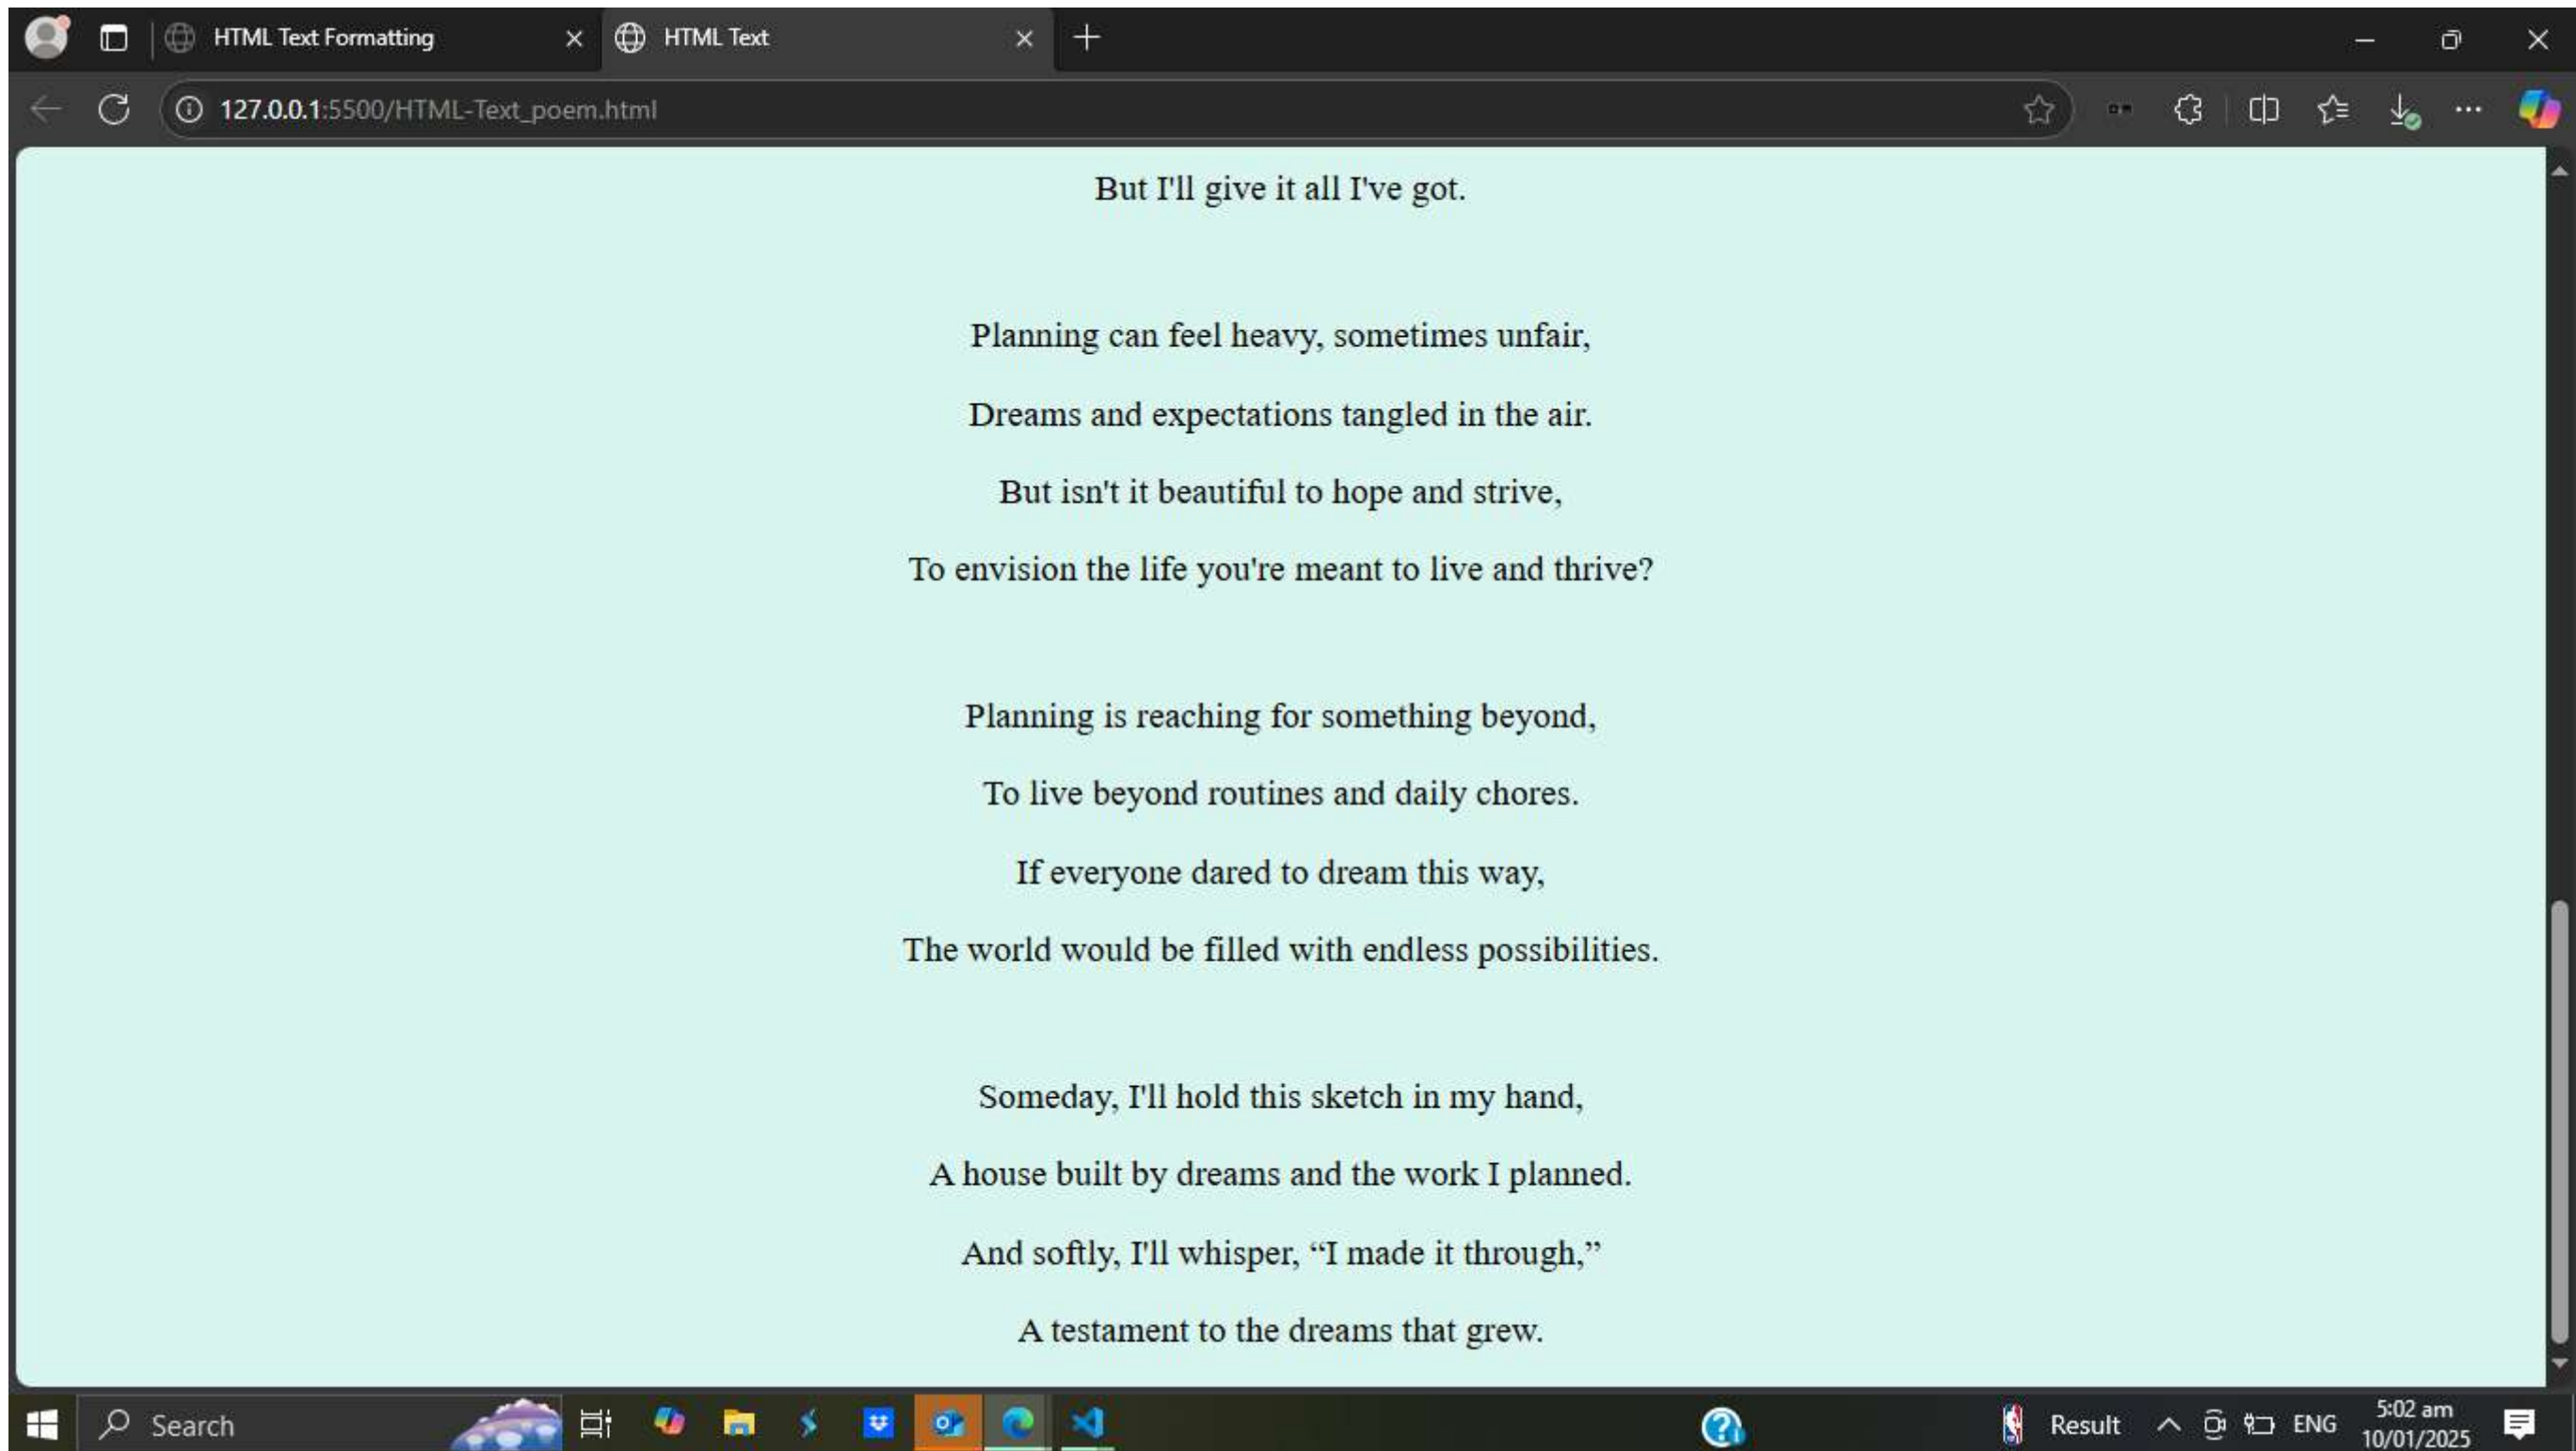 HTML Text Formatting
HTML Text
127.0.0.1:5500/HTML-Text_poem.html
But I'll give it all I've got.
Planning can feel heavy, sometimes unfair,
Dreams and expectations tangled in the air.
But isn't it beautiful to hope and strive,
To envision the life you're meant to live and thrive?
Planning is reaching for something beyond,
To live beyond routines and daily chores.
If everyone dared to dream this way,
The world would be filled with endless possibilities.
Someday, I'll hold this sketch in my hand,
A house built by dreams and the work I planned.
And softly, I'll whisper, “I made it through,”
A testament to the dreams that grew.
Search
Result
ENG
5:02 am
10/01/2025